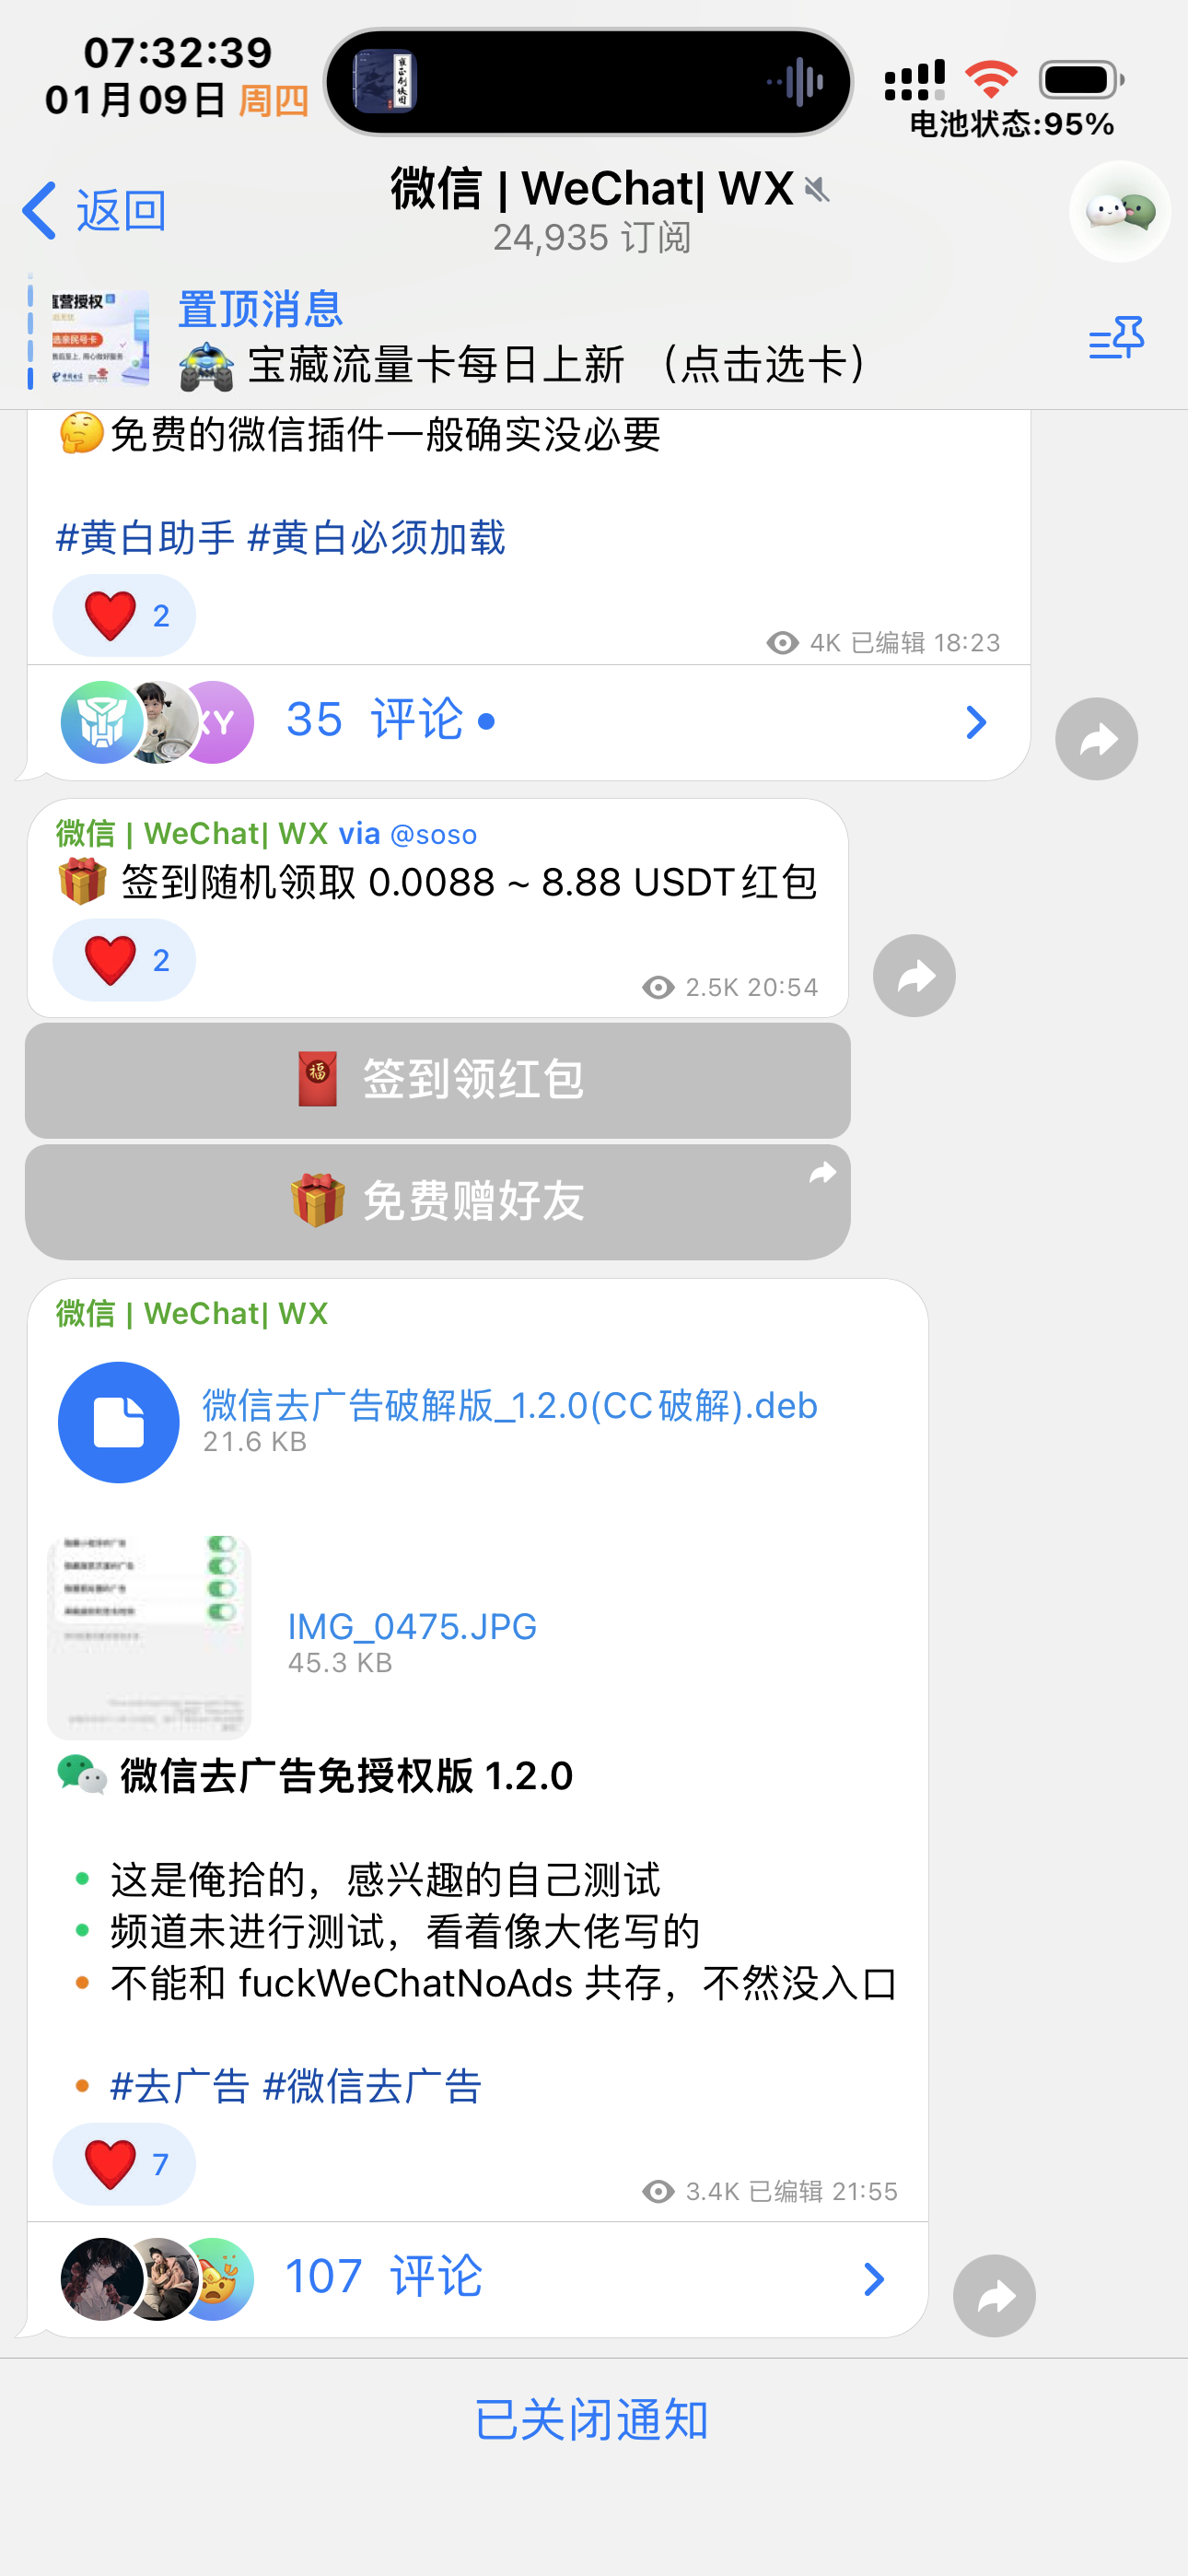 07:32:39
01月09日 周四
电池状态:95%
返回
微信 | WeChat| WX
24,935 订阅
置顶消息
宝藏流量卡每日上新 （点击选卡）
直营授权
选亲民号卡
🤔免费的微信插件一般确实没必要
#黄白助手 #黄白必须加载
❤️ 2
4K 已编辑 18:23
XY
35 评论
微信 | WeChat| WX via @soso
🎁 签到随机领取 0.0088 ~ 8.88 USDT红包
❤️ 2
2.5K 20:54
🧧 签到领红包
🎁 免费赠好友
微信 | WeChat| WX
微信去广告破解版_1.2.0(CC破解).deb
21.6 KB
IMG_0475.JPG
45.3 KB
微信去广告免授权版 1.2.0
• 这是俺拾的，感兴趣的自己测试
• 频道未进行测试，看着像大佬写的
• 不能和 fuckWeChatNoAds 共存，不然没入口
• #去广告 #微信去广告
❤️ 7
3.4K 已编辑 21:55
107 评论
已关闭通知